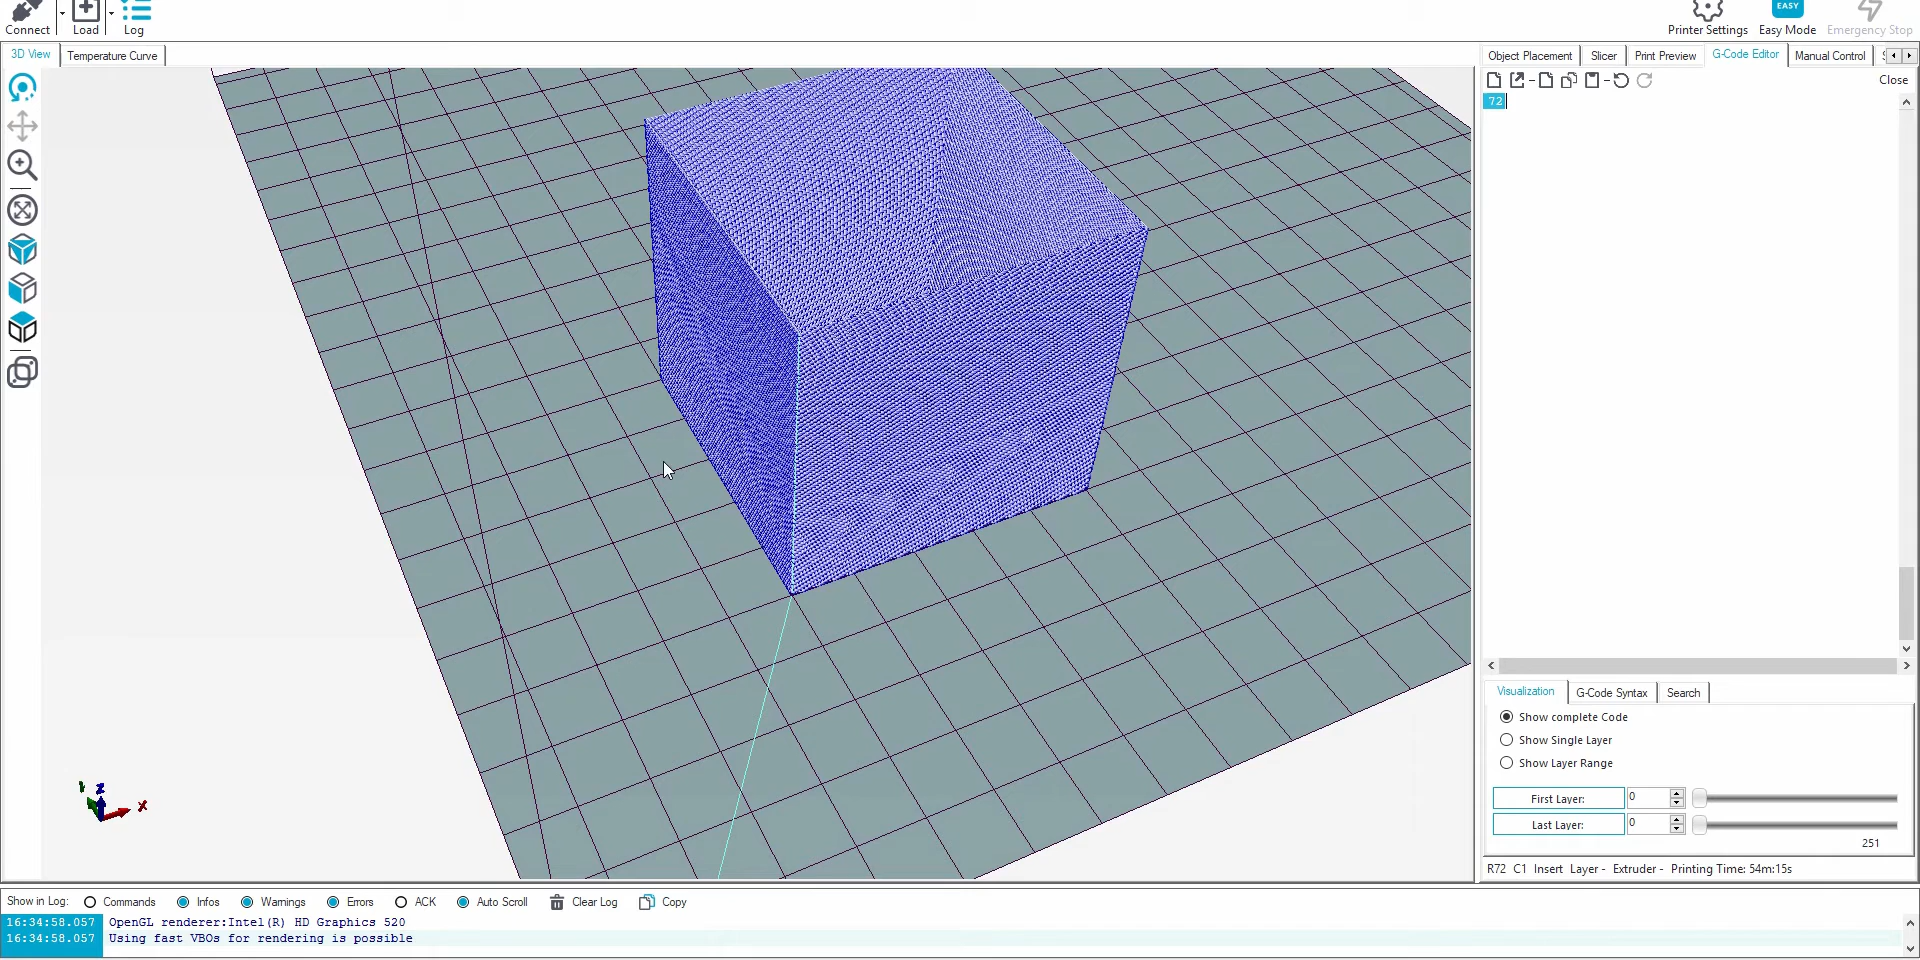 Connect
Load
Log
Printer Settings
EASY
Easy Mode
Emergency Stop
3D View
Temperature Curve
Object Placement
Slicer
Print Preview
G-Code Editor
Manual Control
Close
72
Visualization
G-Code Syntax
Search
Show complete Code
Show Single Layer
Show Layer Range
First Layer:
0
Last Layer:
0
251
R72 C1 Insert Layer - Extruder - Printing Time: 54m:15s
Z
X
Show in Log:
Commands
Infos
Warnings
Errors
ACK
Auto Scroll
Clear Log
Copy
16:34:58.057 OpenGL renderer:Intel(R) HD Graphics 520
16:34:58.057 Using fast VBOs for rendering is possible